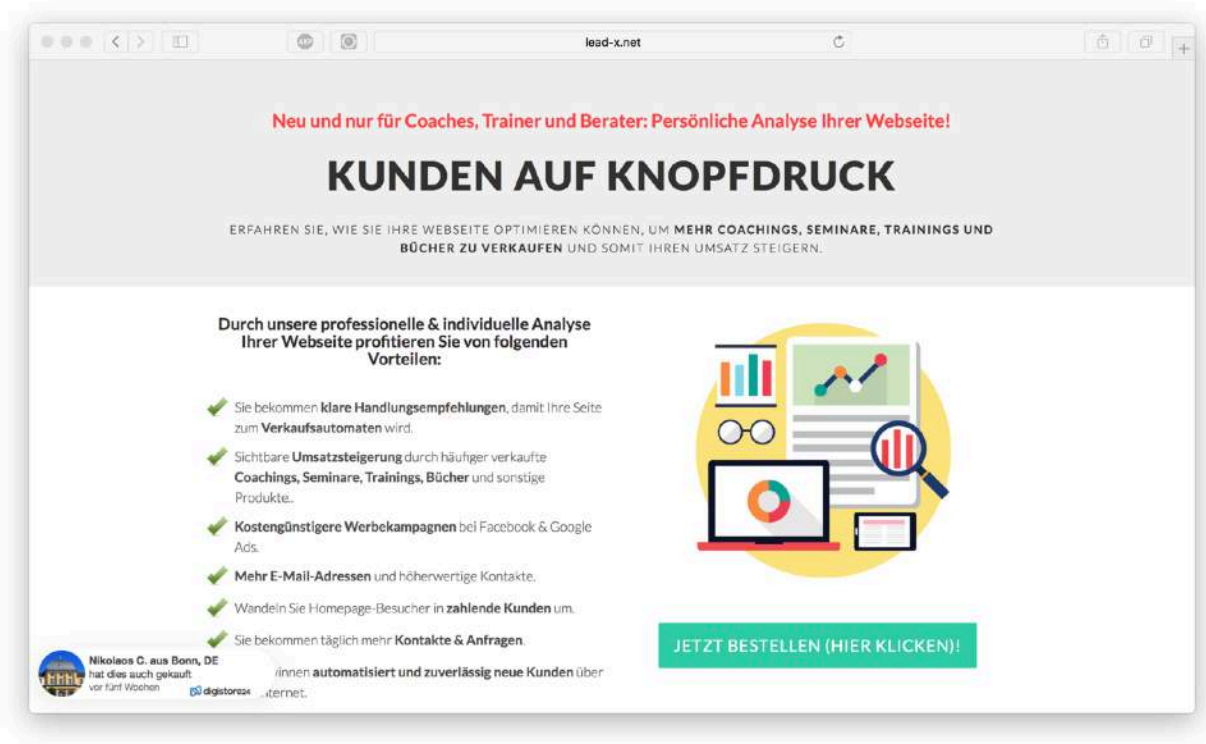 lead-x.net
Neu und nur für Coaches, Trainer und Berater: Persönliche Analyse Ihrer Webseite!
KUNDEN AUF KNOPFDRUCK
ERFAHREN SIE, WIE SIE IHRE WEBSEITE OPTIMIEREN KÖNNEN, UM MEHR COACHINGS, SEMINARE, TRAININGS UND
BÜCHER ZU VERKAUFEN UND SOMIT IHREN UMSATZ STEIGERN.
Durch unsere professionelle & individuelle Analyse
Ihrer Webseite profitieren Sie von folgenden
Vorteilen:
Sie bekommen klare Handlungsempfehlungen, damit Ihre Seite
zum Verkaufsautomaten wird.
Sichtbare Umsatzsteigerung durch häufiger verkaufte
Coachings, Seminare, Trainings, Bücher und sonstige
Produkte..
Kostengünstigere Werbekampagnen bei Facebook & Google
Ads.
Mehr E-Mail-Adressen und höherwertige Kontakte.
Wandeln Sie Homepage-Besucher in zahlende Kunden um.
Sie bekommen täglich mehr Kontakte & Anfragen.
automatisiert und zuverlässig neue Kunden über
JETZT BESTELLEN (HIER KLICKEN)!
Nikolaos C. aus Bonn, DE
hat dies auch gekauft
vor fünf Wochen
digistore24